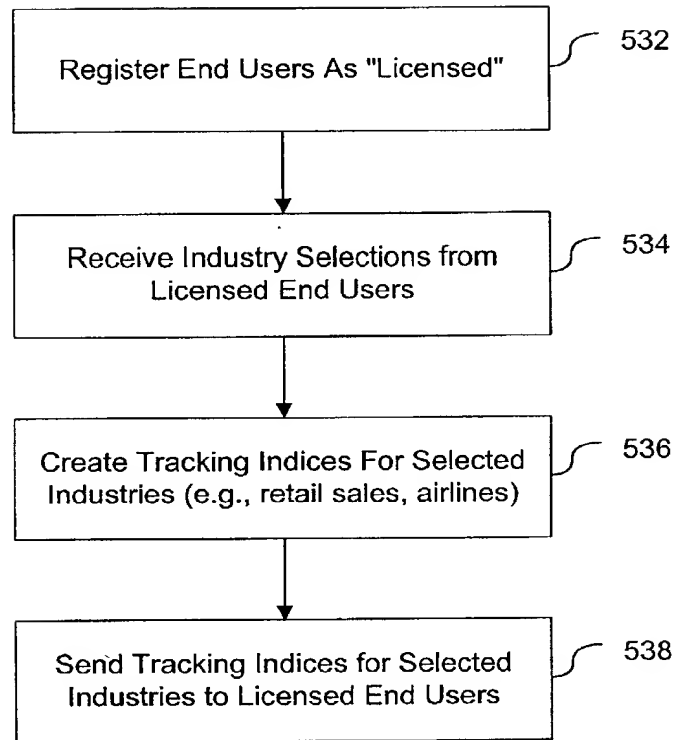 Register End Users As "Licensed"
532
Receive Industry Selections from
Licensed End Users
534
Create Tracking Indices For Selected
Industries (e.g., retail sales, airlines)
536
Send Tracking Indices for Selected
Industries to Licensed End Users
538